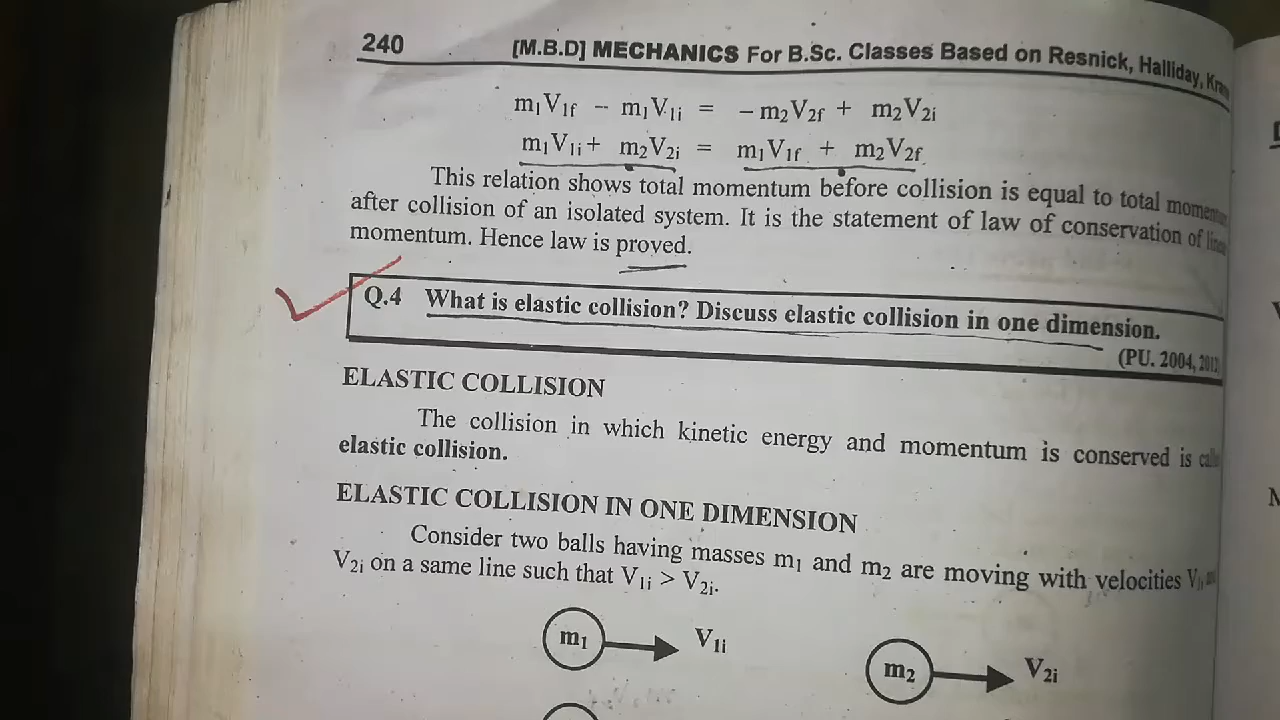 240 [M.B.D] MECHANICS For B.Sc. Classes Based on Resnick, Halliday,
m₁V₁f − m₁V₁i = − m₂V₂f + m₂V₂i
m₁V₁i + m₂V₂i = m₁V₁f + m₂V₂f
This relation shows total momentum before collision is equal to total
after collision of an isolated system. It is the statement of law of conservation of
momentum. Hence law is proved.
Q.4 What is elastic collision? Discuss elastic collision in one dimension.
(PU. 2004,
ELASTIC COLLISION
The collision in which kinetic energy and momentum is conserved is
elastic collision.
ELASTIC COLLISION IN ONE DIMENSION
Consider two balls having masses m₁ and m₂ are moving with velocities
V₂i on a same line such that V₁i > V₂i.
m₁ V₁i
m₂ V₂i